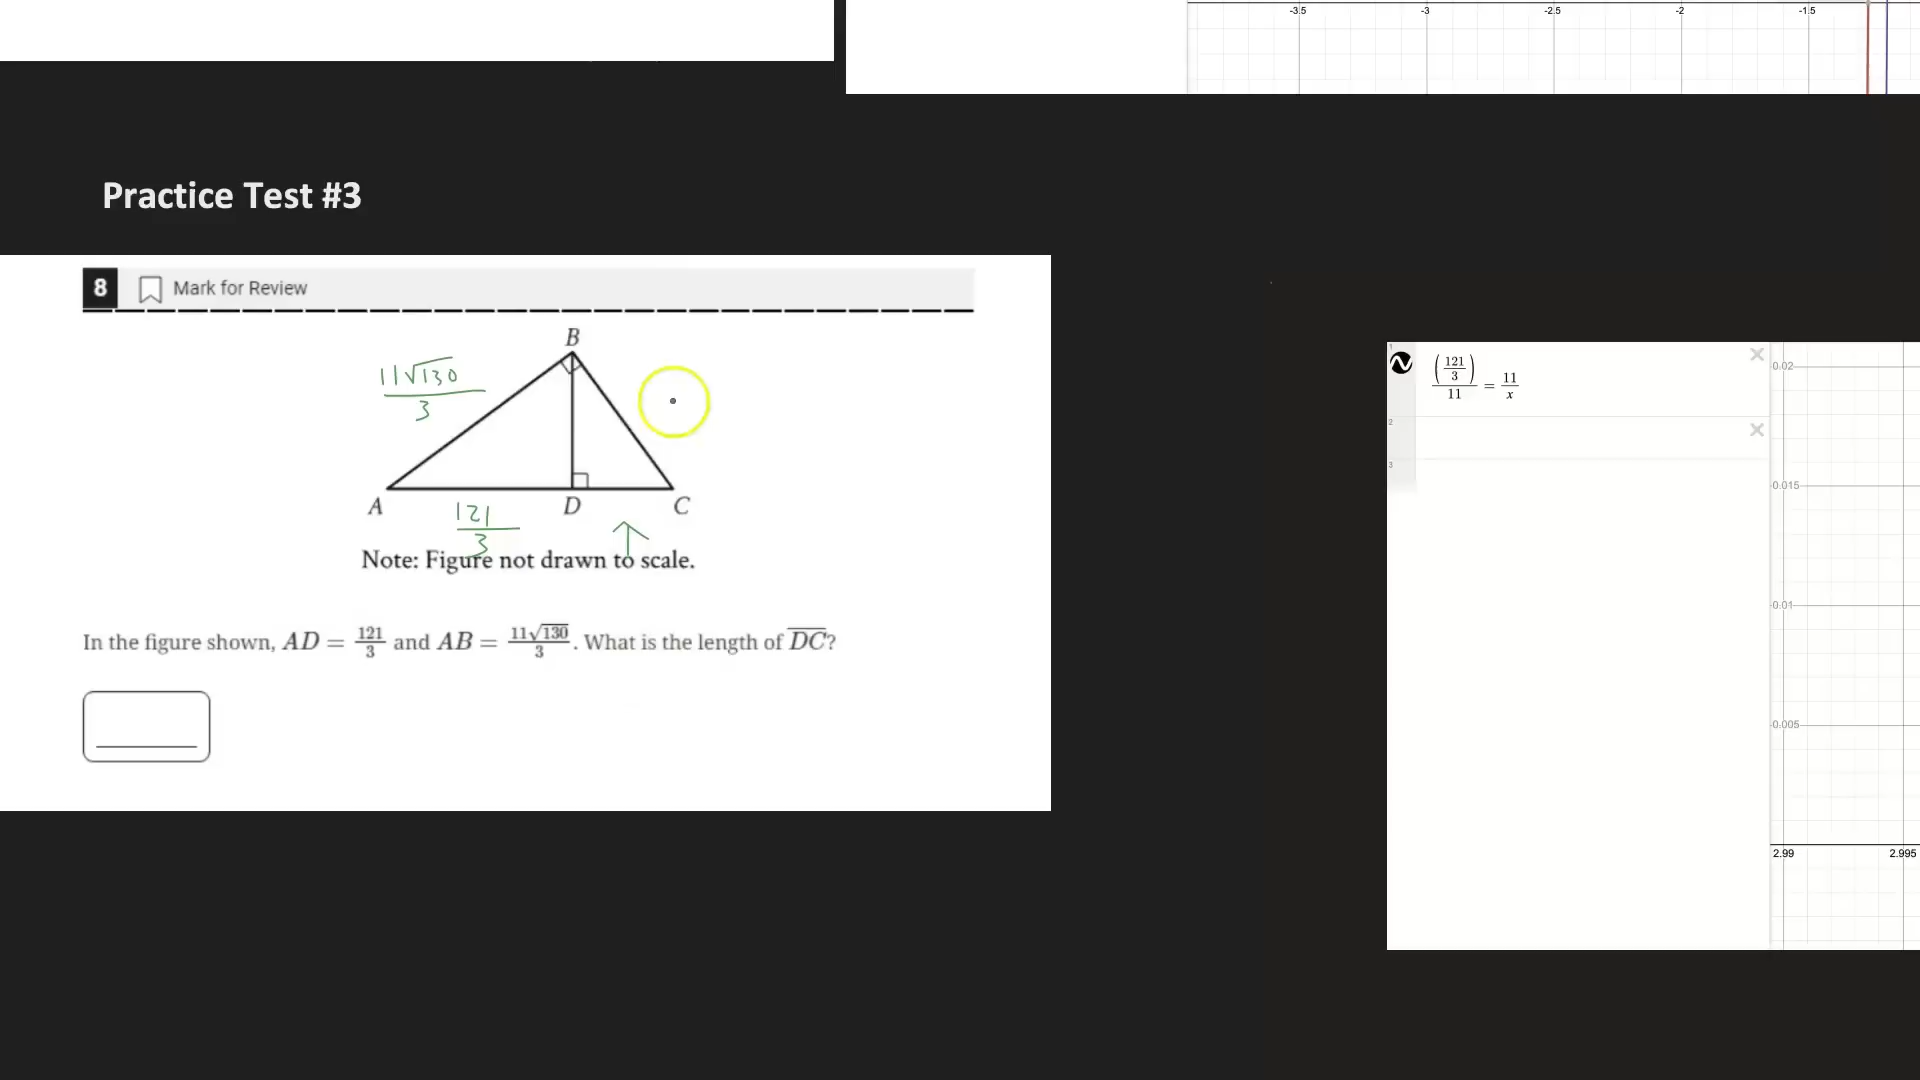 -3.5 -3 -2.5 -2 -1.5
Practice Test #3
8 Mark for Review
B
11√130
3
A D C
121
3
Note: Figure not drawn to scale.
In the figure shown, AD = 121/3 and AB = 11√130/3. What is the length of DC?
1
(121/3)/11 = 11/x
2
3
0.02
0.015
0.01
0.005
2.99 2.995